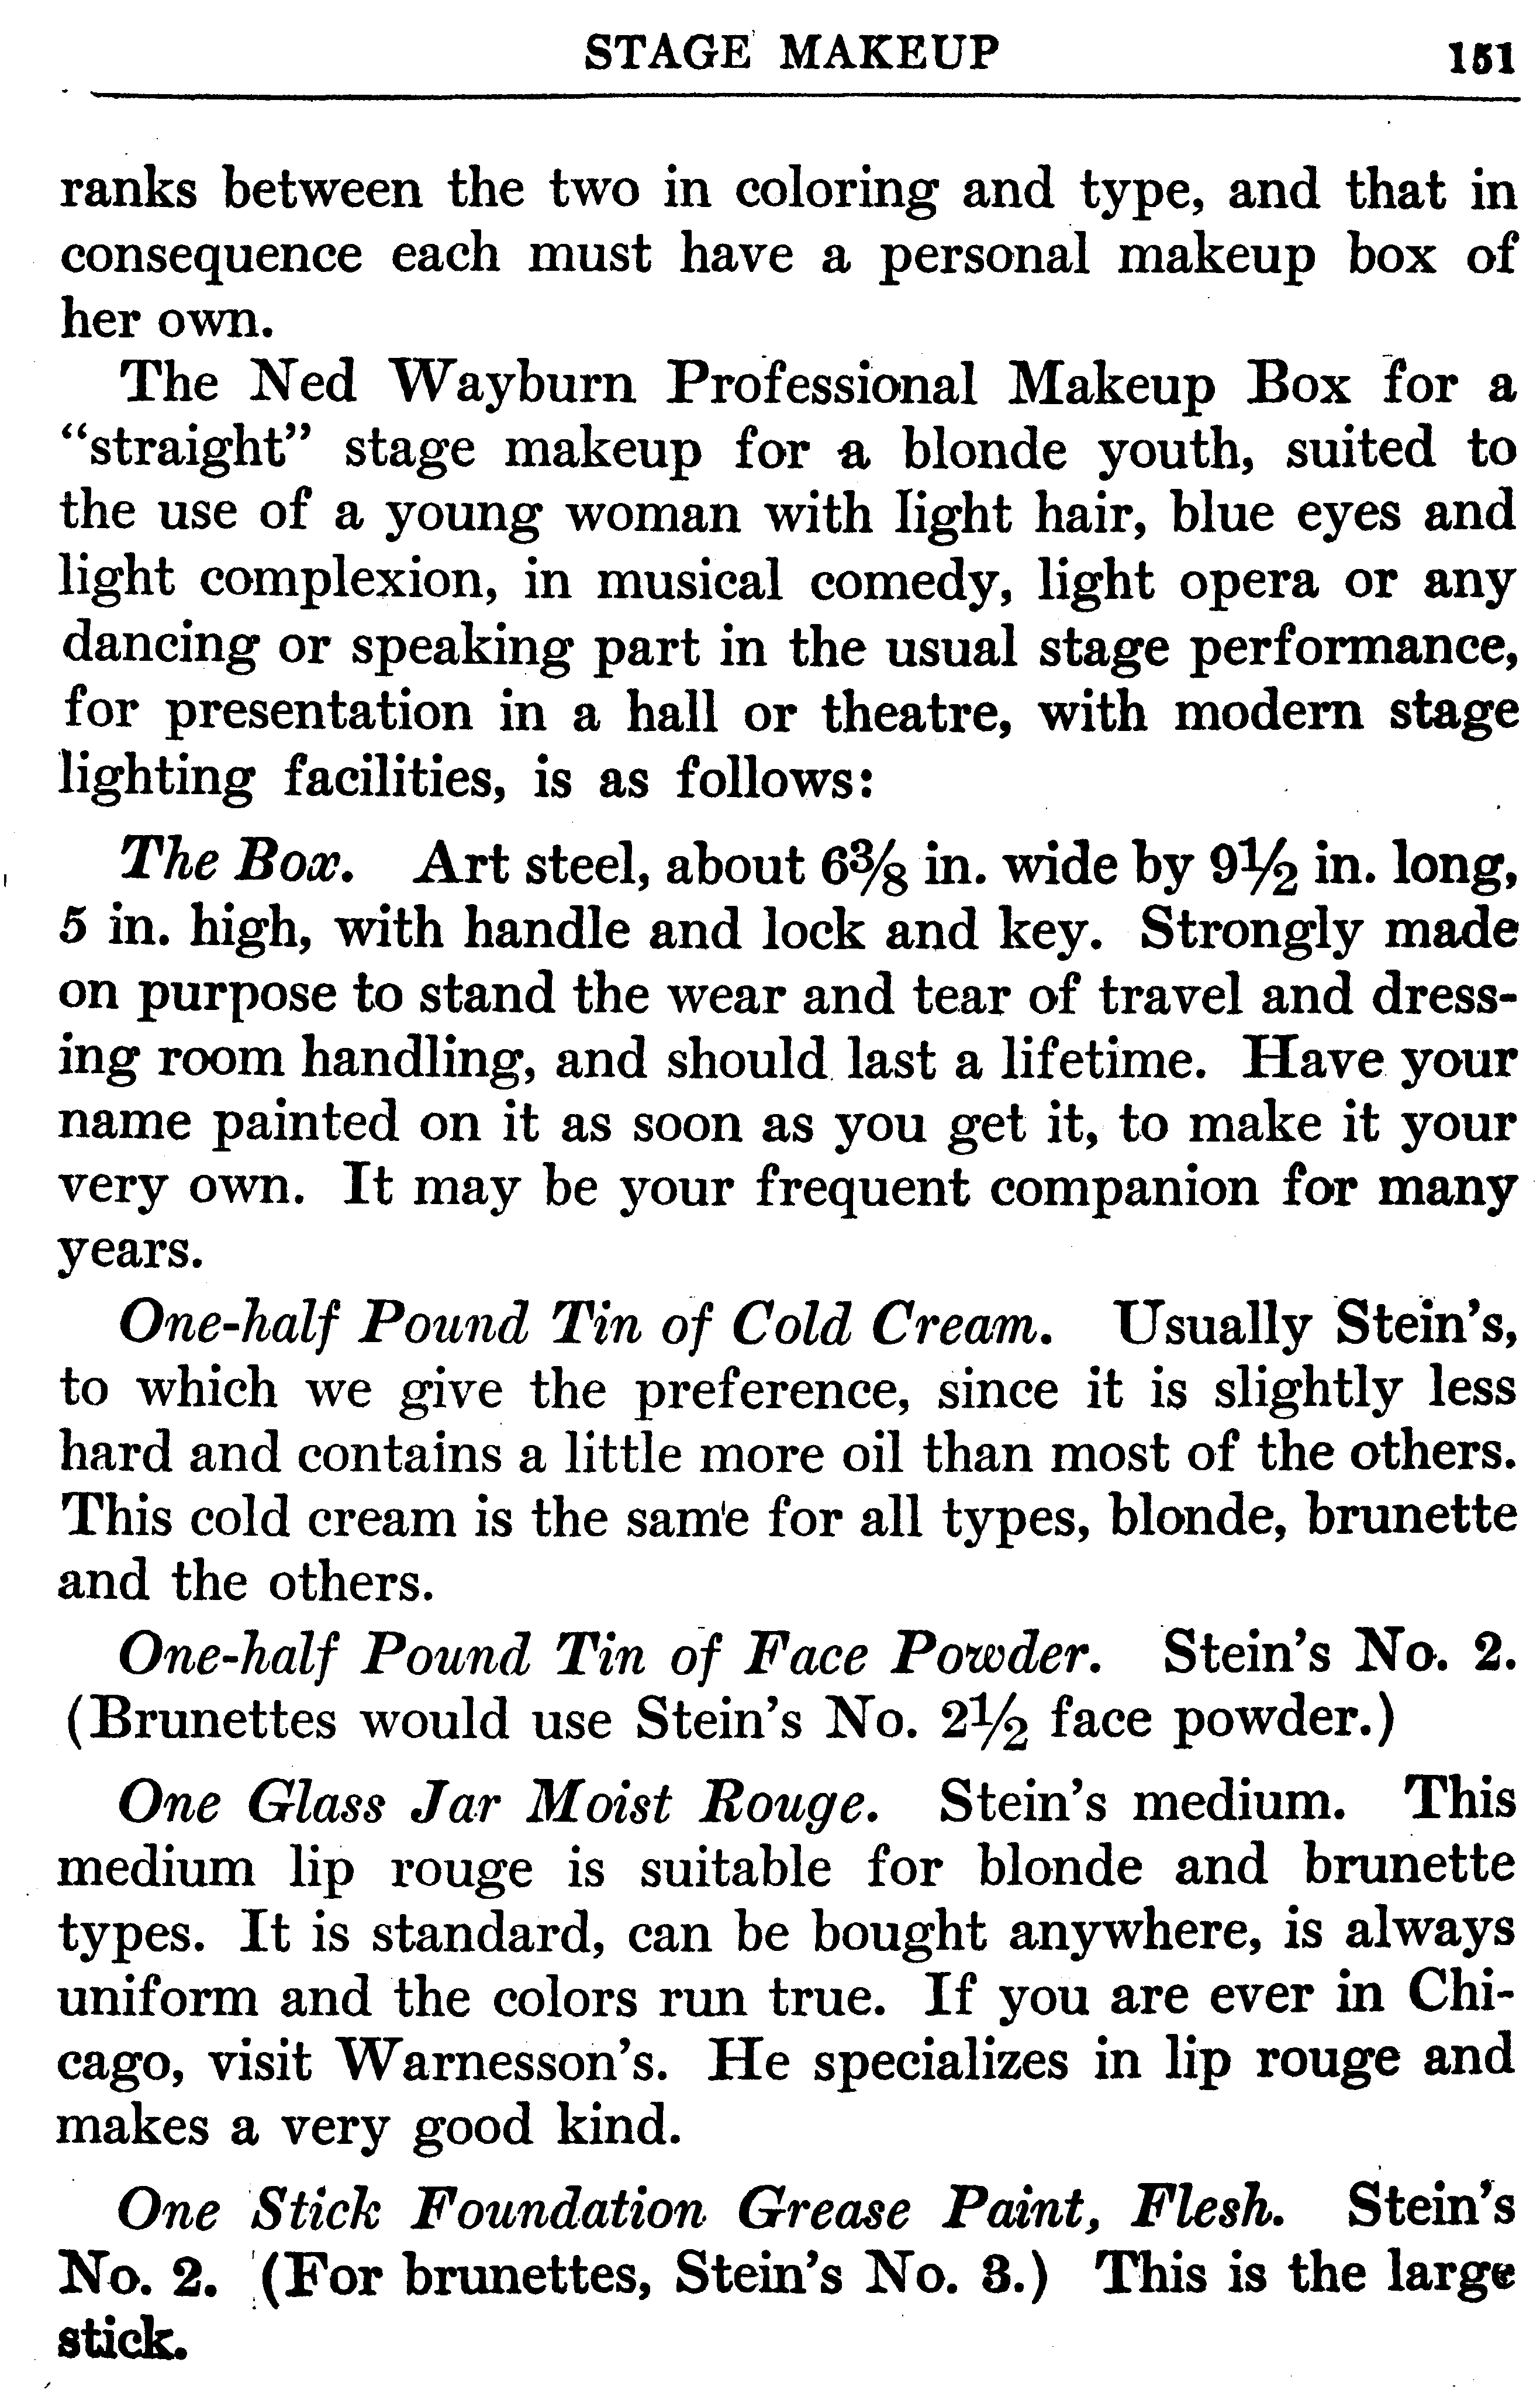 STAGE MAKEUP 151
ranks between the two in coloring and type, and that in
consequence each must have a personal makeup box of
her own.
The Ned Wayburn Professional Makeup Box for a
“straight” stage makeup for a blonde youth, suited to
the use of a young woman with light hair, blue eyes and
light complexion, in musical comedy, light opera or any
dancing or speaking part in the usual stage performance,
for presentation in a hall or theatre, with modern stage
lighting facilities, is as follows:
The Box. Art steel, about 6⅜ in. wide by 9½ in. long,
5 in. high, with handle and lock and key. Strongly made
on purpose to stand the wear and tear of travel and dress-
ing room handling, and should last a lifetime. Have your
name painted on it as soon as you get it, to make it your
very own. It may be your frequent companion for many
years.
One-half Pound Tin of Cold Cream. Usually Stein's,
to which we give the preference, since it is slightly less
hard and contains a little more oil than most of the others.
This cold cream is the same for all types, blonde, brunette
and the others.
One-half Pound Tin of Face Powder. Stein's No. 2.
(Brunettes would use Stein's No. 2½ face powder.)
One Glass Jar Moist Rouge. Stein's medium. This
medium lip rouge is suitable for blonde and brunette
types. It is standard, can be bought anywhere, is always
uniform and the colors run true. If you are ever in Chi-
cago, visit Warnesson's. He specializes in lip rouge and
makes a very good kind.
One Stick Foundation Grease Paint, Flesh. Stein's
No. 2. (For brunettes, Stein's No. 3.) This is the large
stick.